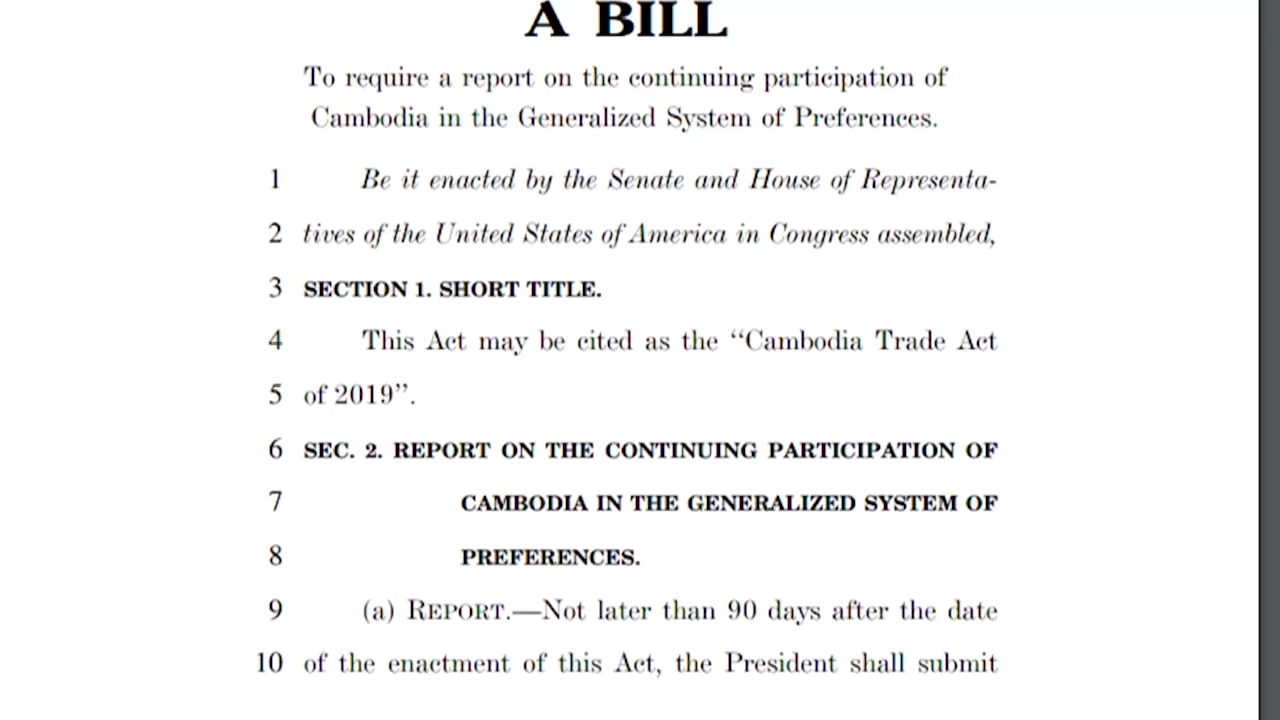 A BILL
To require a report on the continuing participation of
Cambodia in the Generalized System of Preferences.
1 Be it enacted by the Senate and House of Representa-
2 tives of the United States of America in Congress assembled,
3 SECTION 1. SHORT TITLE.
4 This Act may be cited as the “Cambodia Trade Act
5 of 2019”.
6 SEC. 2. REPORT ON THE CONTINUING PARTICIPATION OF
7 CAMBODIA IN THE GENERALIZED SYSTEM OF
8 PREFERENCES.
9 (a) REPORT.—Not later than 90 days after the date
10 of the enactment of this Act, the President shall submit